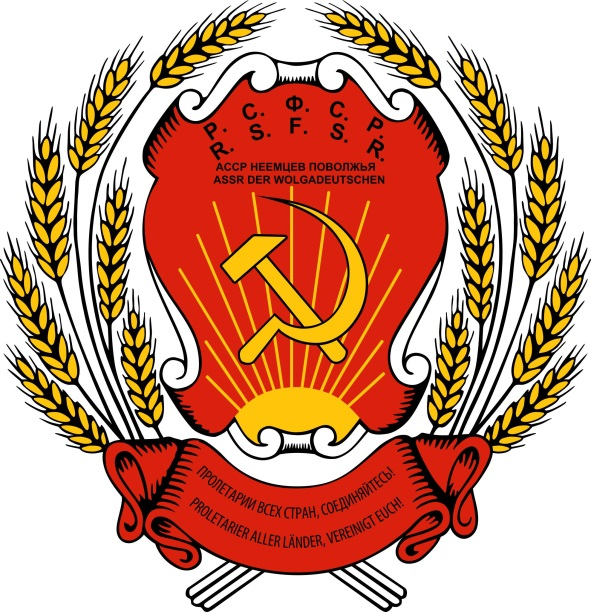 Р. С. Ф. С. Р.
R. S. F. S. R.
АССР НЕЕМЦЕВ ПОВОЛЖЬЯ
ASSR DER WOLGADEUTSCHEN
ПРОЛЕТАРИИ ВСЕХ СТРАН, СОЕДИНЯЙТЕСЬ!
PROLETARIER ALLER LÄNDER, VEREINIGT EUCH!